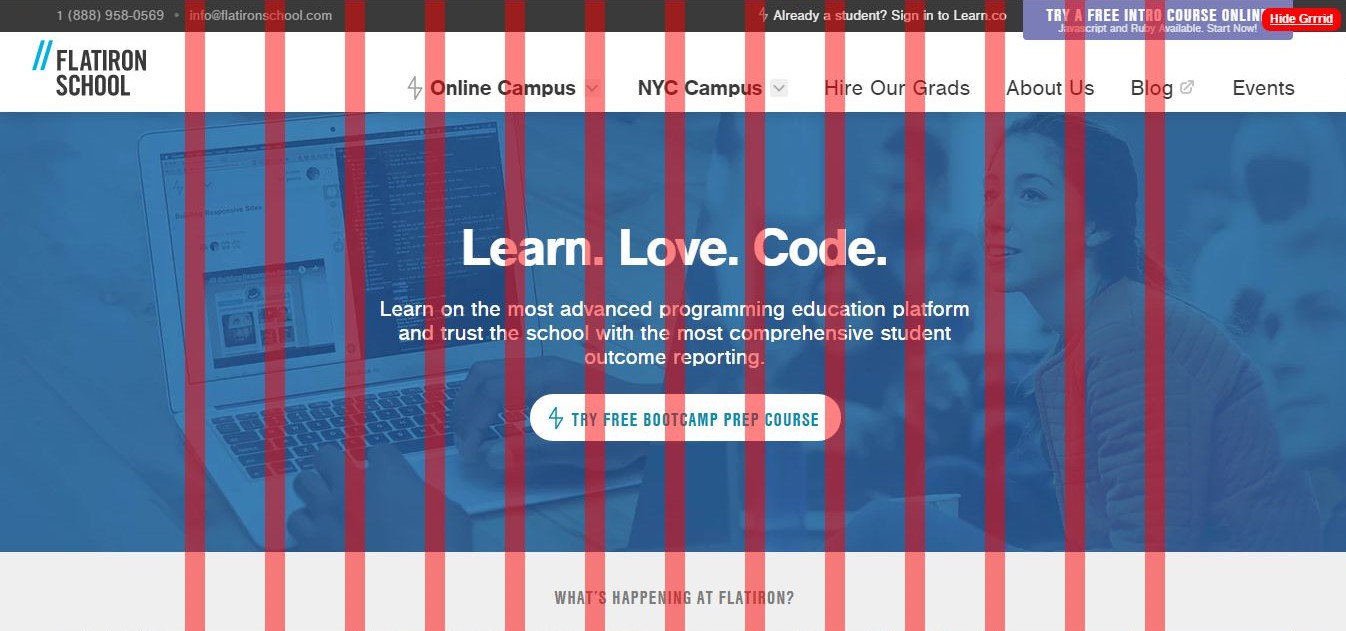 1 (888) 958-0569 • info@flatironschool.com
Already a student? Sign in to Learn.co
TRY A FREE INTRO COURSE ONLIN
Javascript and Ruby Available. Start Now!
Hide Grrrid
// FLATIRON
SCHOOL
Online Campus
NYC Campus
Hire Our Grads
About Us
Blog
Events
Building Responsive Sites
Learn. Love. Code.
Learn on the most advanced programming education platform
and trust the school with the most comprehensive student
outcome reporting.
TRY FREE BOOTCAMP PREP COURSE
WHAT'S HAPPENING AT FLATIRON?